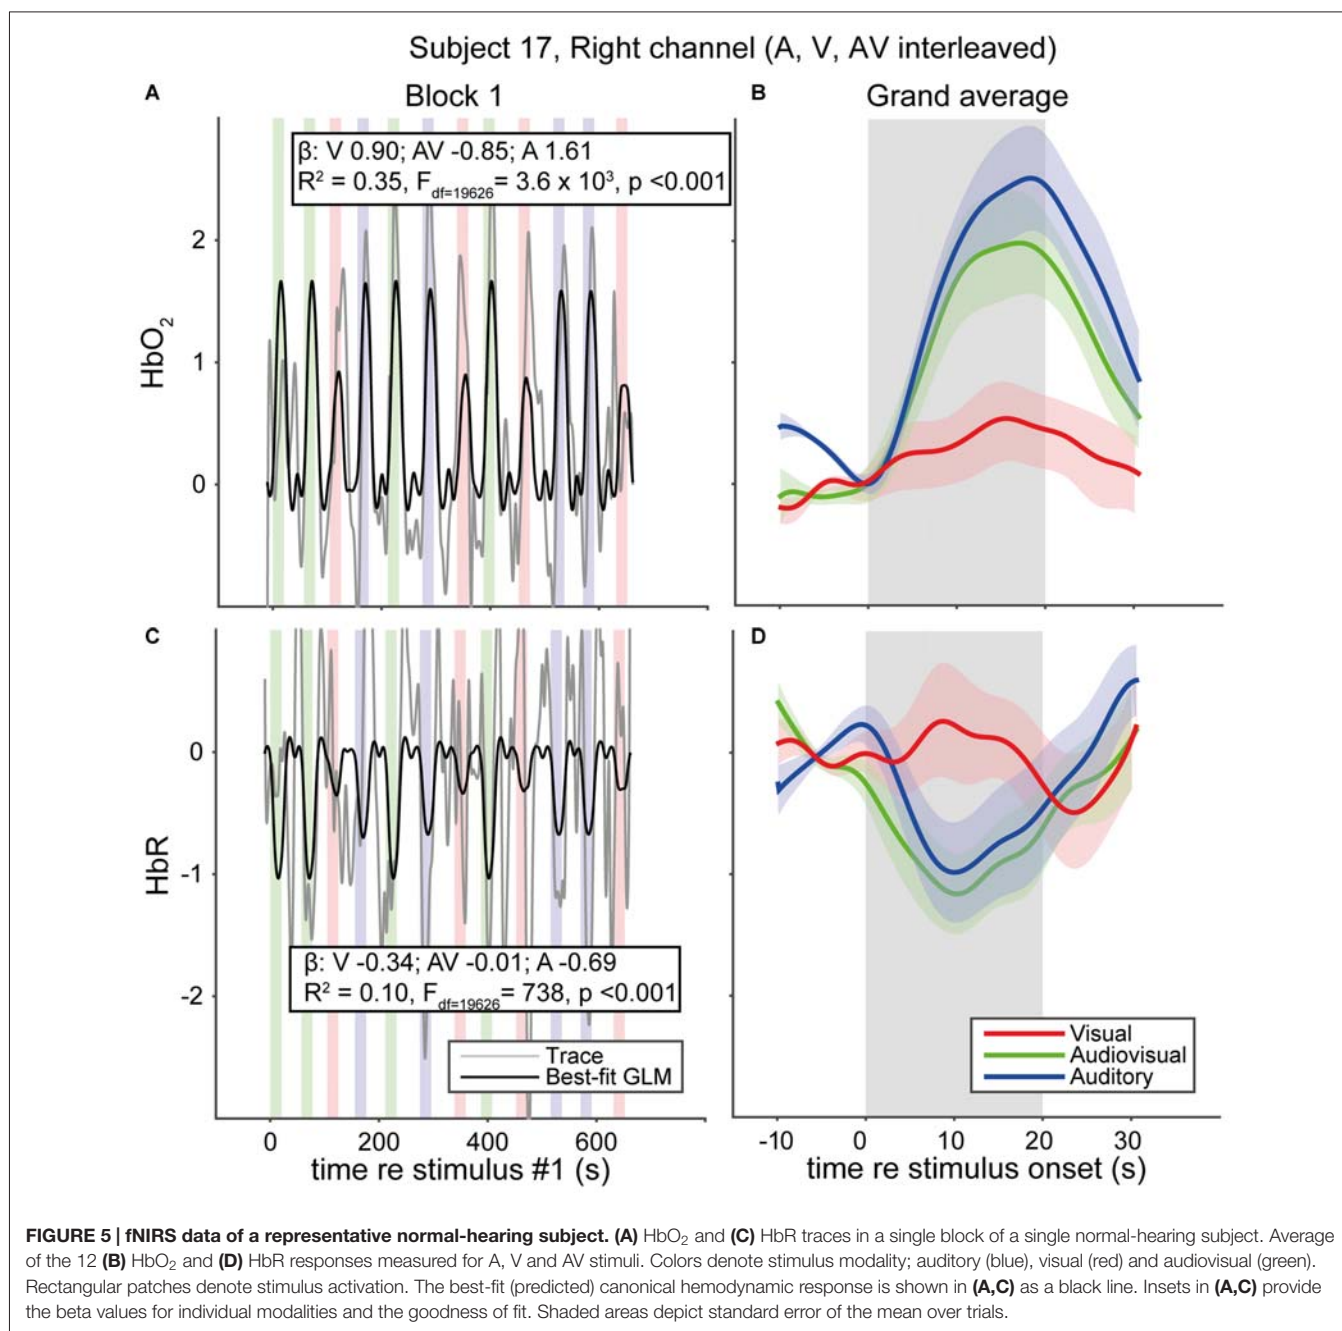 Subject 17, Right channel (A, V, AV interleaved)
A
Block 1
B
Grand average
β: V 0.90; AV -0.85; A 1.61
R² = 0.35, F df=19626 = 3.6 x 10³, p <0.001
2
1
0
HbO₂
C
D
0
-1
-2
HbR
β: V -0.34; AV -0.01; A -0.69
R² = 0.10, F df=19626 = 738, p <0.001
Trace
Best-fit GLM
Visual
Audiovisual
Auditory
0 200 400 600
time re stimulus #1 (s)
-10 0 10 20 30
time re stimulus onset (s)
FIGURE 5 | fNIRS data of a representative normal-hearing subject. (A) HbO₂ and (C) HbR traces in a single block of a single normal-hearing subject. Average
of the 12 (B) HbO₂ and (D) HbR responses measured for A, V and AV stimuli. Colors denote stimulus modality; auditory (blue), visual (red) and audiovisual (green).
Rectangular patches denote stimulus activation. The best-fit (predicted) canonical hemodynamic response is shown in (A,C) as a black line. Insets in (A,C) provide
the beta values for individual modalities and the goodness of fit. Shaded areas depict standard error of the mean over trials.